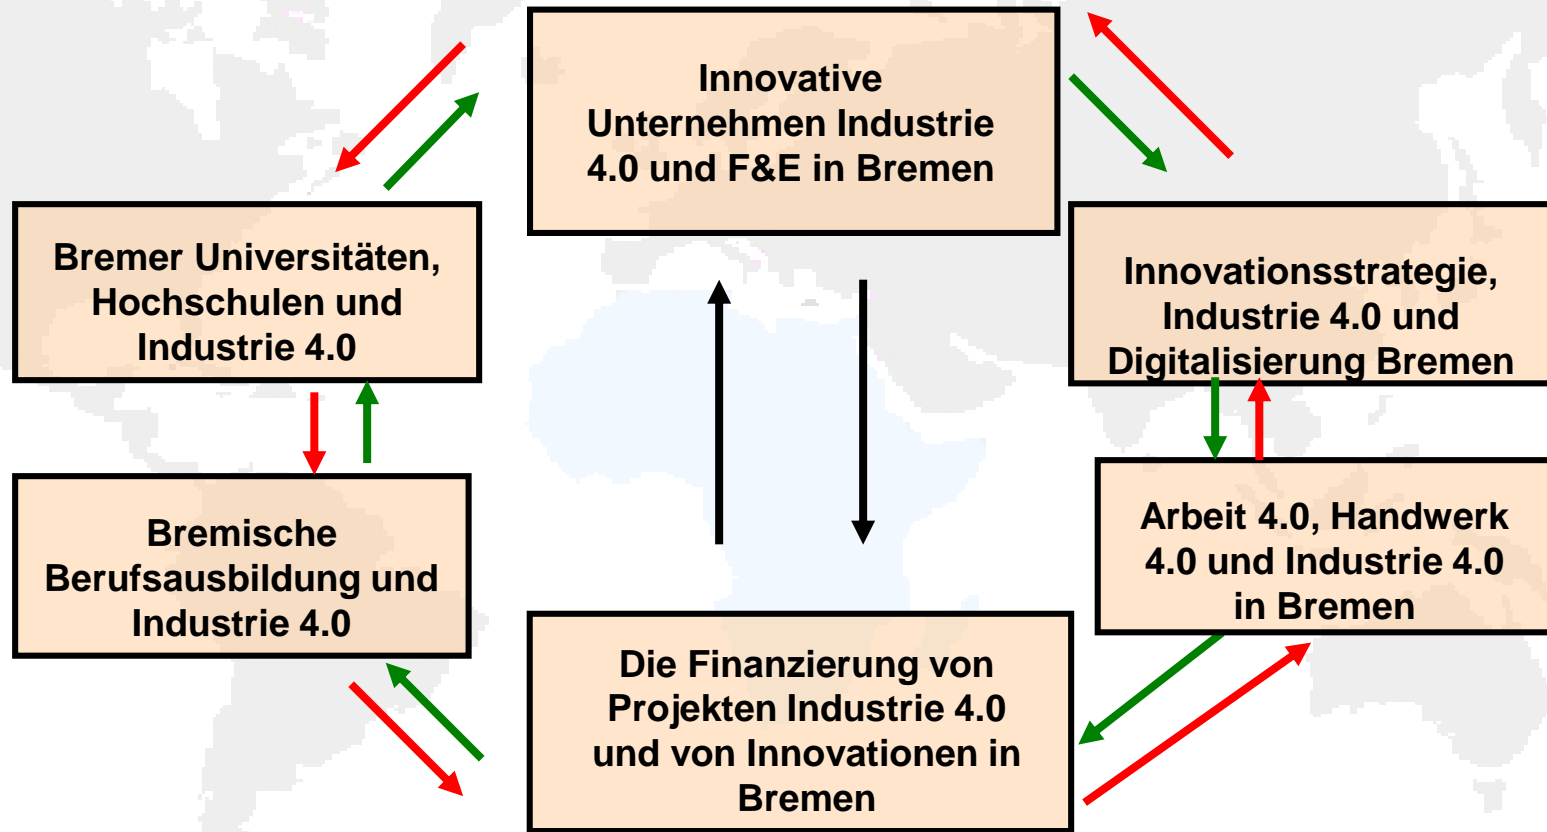 Innovative
Unternehmen Industrie
4.0 und F&E in Bremen
Bremer Universitäten,
Hochschulen und
Industrie 4.0
Innovationsstrategie,
Industrie 4.0 und
Digitalisierung Bremen
Bremische
Berufsausbildung und
Industrie 4.0
Arbeit 4.0, Handwerk
4.0 und Industrie 4.0
in Bremen
Die Finanzierung von
Projekten Industrie 4.0
und von Innovationen in
Bremen